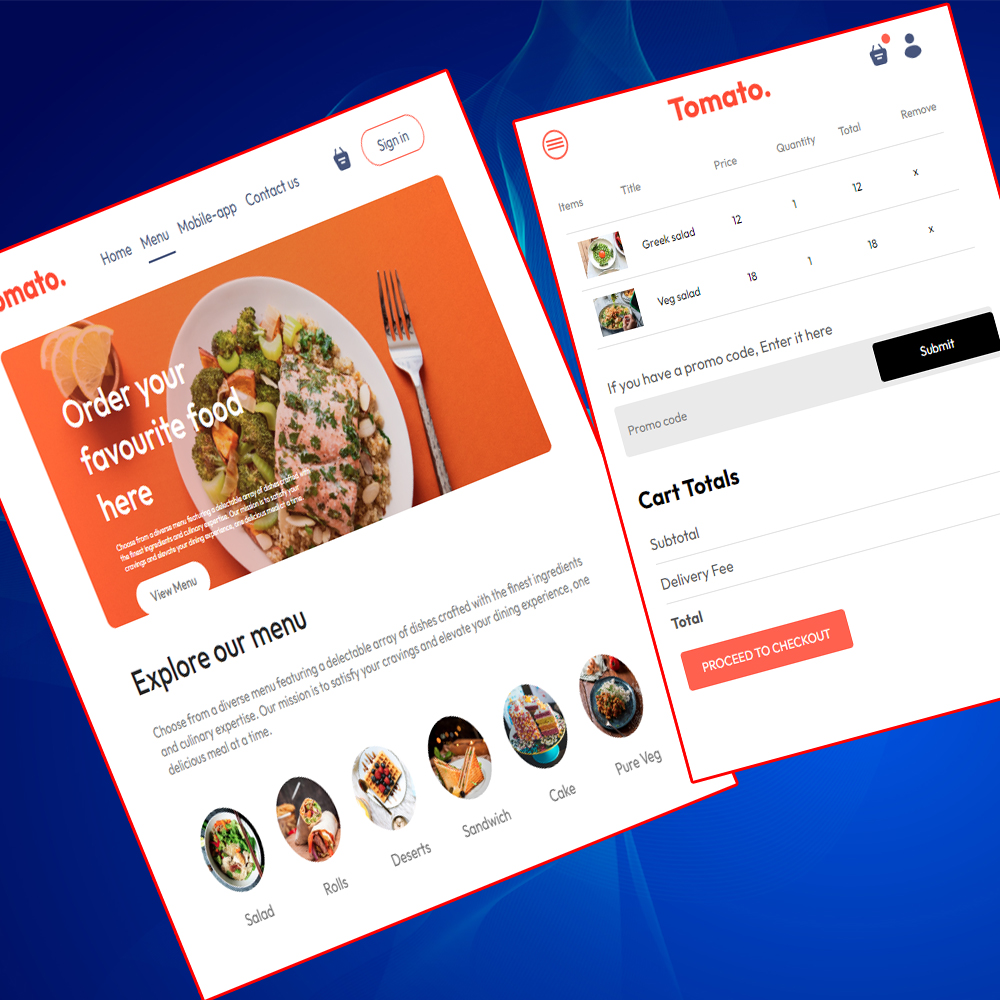 Tomato.
Home Menu Mobile-app Contact us
Sign in
Order your
favourite food
here
Choose from a diverse menu featuring a delectable array of dishes crafted with
the finest ingredients and culinary expertise. Our mission is to satisfy your
cravings and elevate your dining experience, one delicious meal at a time.
View Menu
Explore our menu
Choose from a diverse menu featuring a delectable array of dishes crafted with the finest ingredients
and culinary expertise. Our mission is to satisfy your cravings and elevate your dining experience, one
delicious meal at a time.
Salad
Rolls
Deserts
Sandwich
Cake
Pure Veg
Tomato.
Items Title Price Quantity Total Remove
Greek salad 12 1 12 x
Veg salad 18 1 18 x
If you have a promo code, Enter it here
Promo code
Submit
Cart Totals
Subtotal
Delivery Fee
Total
PROCEED TO CHECKOUT